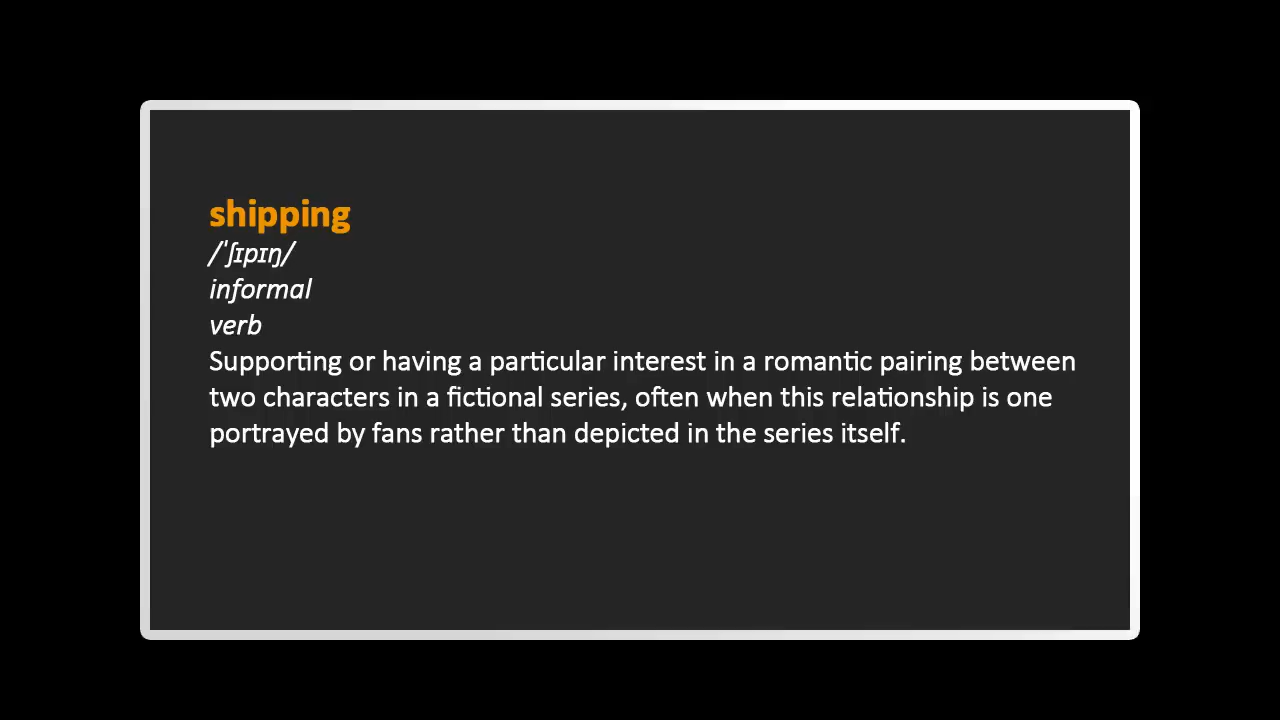 shipping
/ˈʃɪpɪŋ/
informal
verb
Supporting or having a particular interest in a romantic pairing between
two characters in a fictional series, often when this relationship is one
portrayed by fans rather than depicted in the series itself.